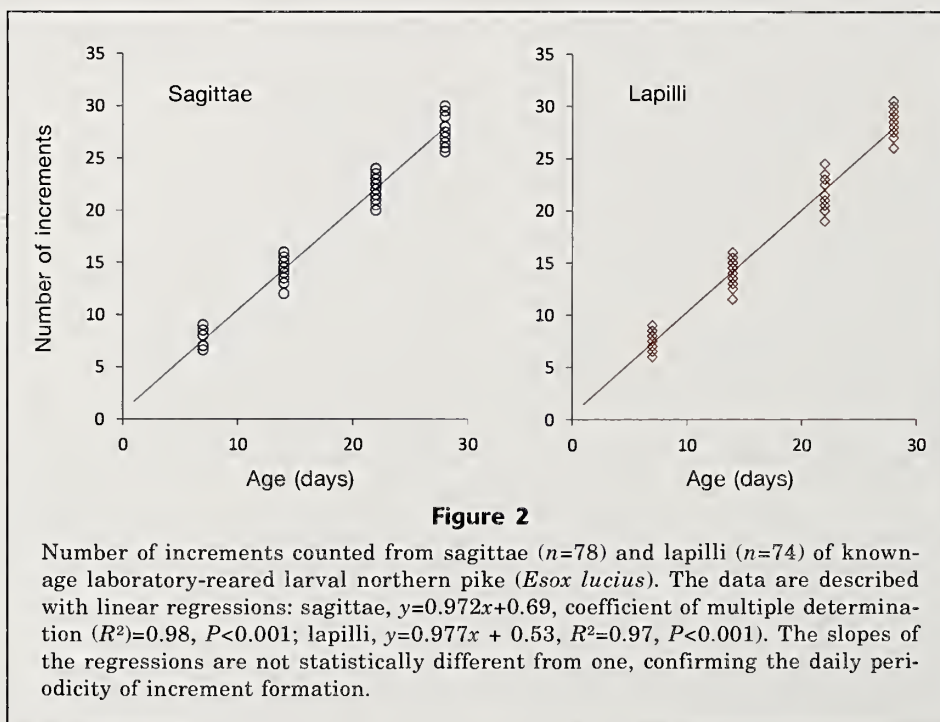 Sagittae
Lapilli
Number of increments
35
30
25
20
15
10
5
0
0
10
20
30
Age (days)
35
30
25
20
15
10
5
0
0
10
20
30
Age (days)
Figure 2
Number of increments counted from sagittae (n=78) and lapilli (n=74) of known-
age laboratory-reared larval northern pike (Esox lucius). The data are described
with linear regressions: sagittae, y=0.972x+0.69, coefficient of multiple determina-
tion (R²)=0.98, P<0.001; lapilli, y=0.977x + 0.53, R²=0.97, P<0.001). The slopes of
the regressions are not statistically different from one, confirming the daily peri-
odicity of increment formation.